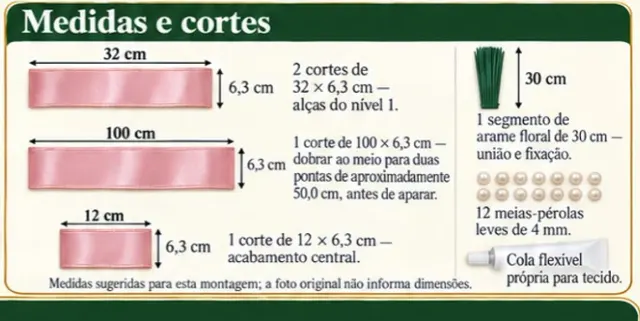 Medidas e cortes
32 cm
6,3 cm
2 cortes de
32 × 6,3 cm —
alças do nível 1.
100 cm
6,3 cm
1 corte de 100 × 6,3 cm —
dobrar ao meio para duas
pontas de aproximadamente
50,0 cm, antes de aparar.
12 cm
6,3 cm
1 corte de 12 × 6,3 cm —
acabamento central.
Medidas sugeridas para esta montagem; a foto original não informa dimensões.
30 cm
1 segmento de
arame floral de 30 cm —
união e fixação.
12 meias-pérolas
leves de 4 mm.
Cola flexível
própria para tecido.